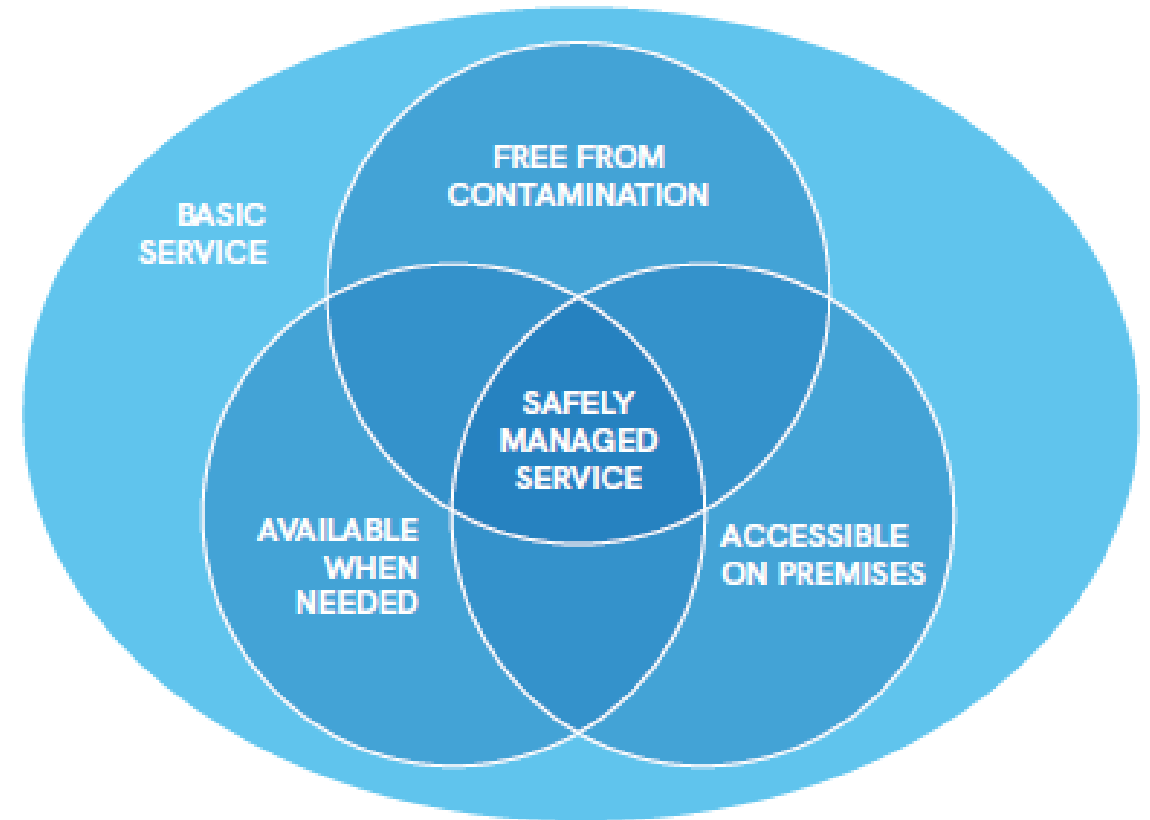 FREE FROM
CONTAMINATION
BASIC
SERVICE
SAFELY
MANAGED
SERVICE
AVAILABLE
WHEN
NEEDED
ACCESSIBLE
ON PREMISES